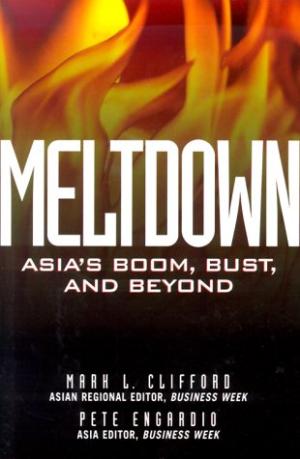 MELTDOWN
ASIA'S BOOM, BUST,
AND BEYOND
MARK L. CLIFFORD
ASIAN REGIONAL EDITOR, BUSINESS WEEK
PETE ENGARDIO
ASIA EDITOR, BUSINESS WEEK